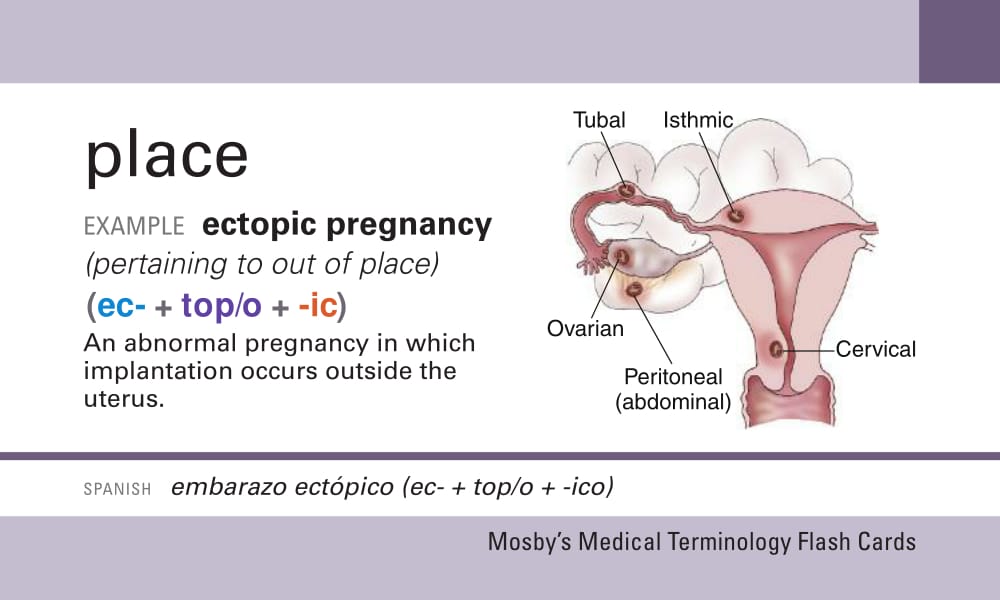 place
EXAMPLE ectopic pregnancy
(pertaining to out of place)
(ec- + top/o + -ic)
An abnormal pregnancy in which
implantation occurs outside the
uterus.
Tubal
Isthmic
Ovarian
Peritoneal
(abdominal)
Cervical
SPANISH embarazo ectópico (ec- + top/o + -ico)
Mosby's Medical Terminology Flash Cards